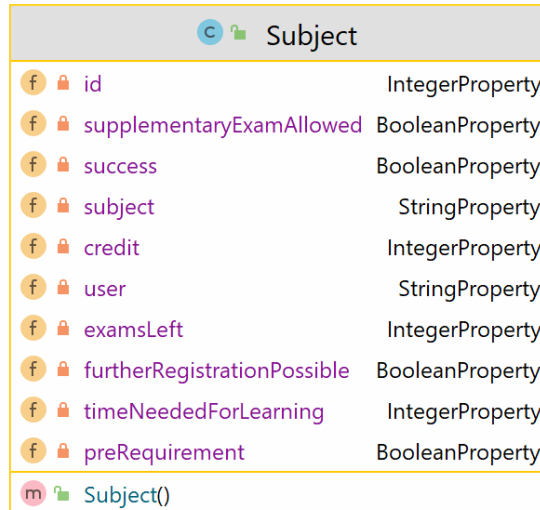 C Subject
f id IntegerProperty
f supplementaryExamAllowed BooleanProperty
f success BooleanProperty
f subject StringProperty
f credit IntegerProperty
f user StringProperty
f examsLeft IntegerProperty
f furtherRegistrationPossible BooleanProperty
f timeNeededForLearning IntegerProperty
f preRequirement BooleanProperty
m Subject()